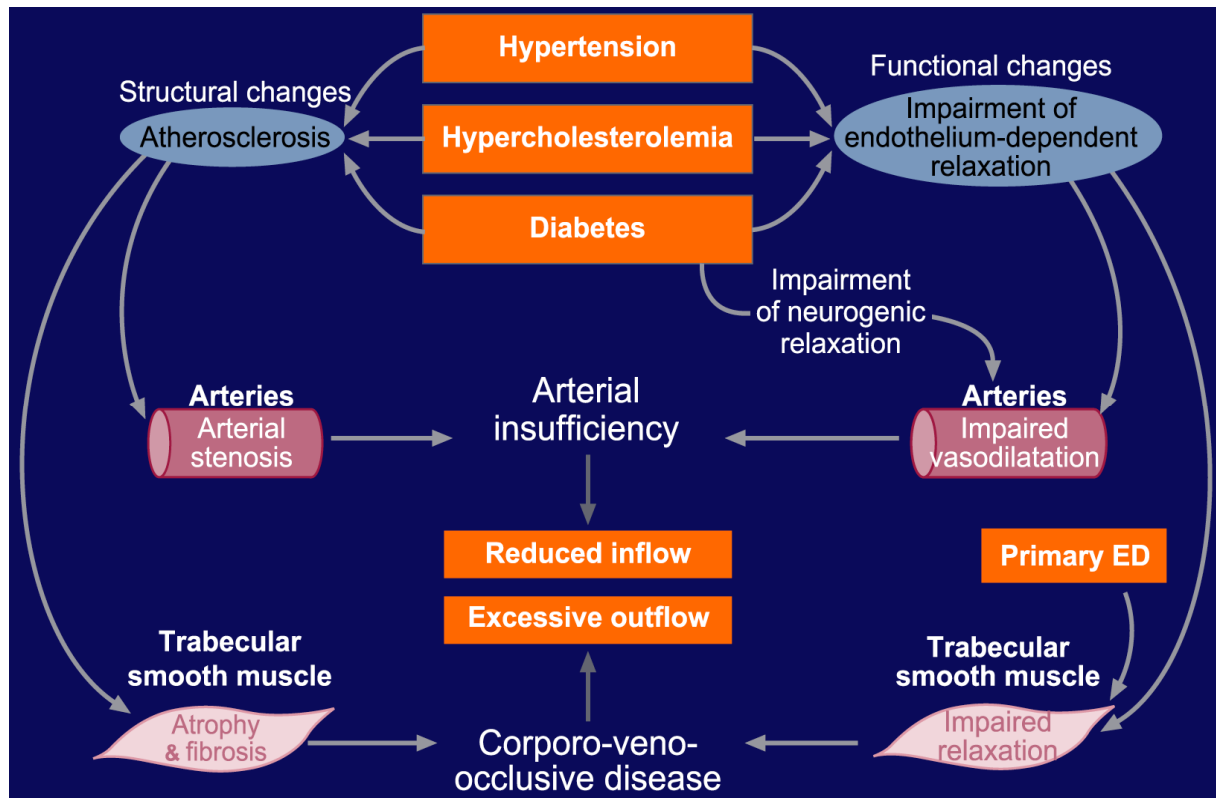 Hypertension
Structural changes
Functional changes
Atherosclerosis
Hypercholesterolemia
Impairment of
endothelium-dependent
relaxation
Diabetes
Impairment
of neurogenic
relaxation
Arteries
Arterial
stenosis
Arterial
insufficiency
Arteries
Impaired
vasodilatation
Reduced inflow
Primary ED
Excessive outflow
Trabecular
smooth muscle
Trabecular
smooth muscle
Atrophy
& fibrosis
Corporo-veno-
occlusive disease
Impaired
relaxation